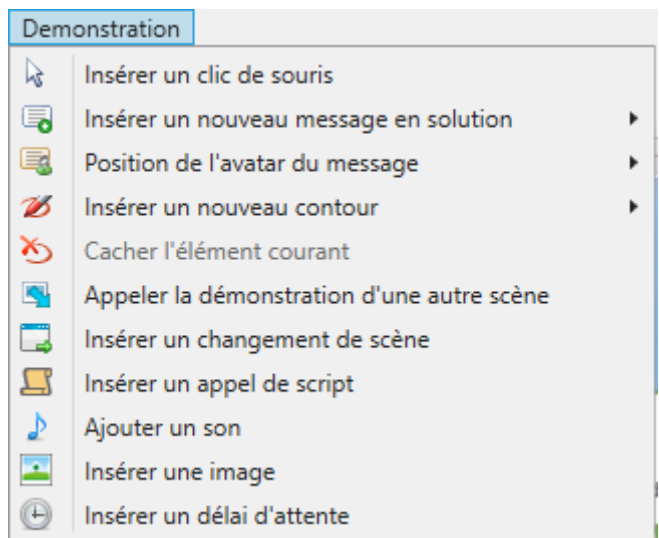 Demonstration
Insérer un clic de souris
Insérer un nouveau message en solution
Position de l'avatar du message
Insérer un nouveau contour
Cacher l'élément courant
Appeler la démonstration d'une autre scène
Insérer un changement de scène
Insérer un appel de script
Ajouter un son
Insérer une image
Insérer un délai d'attente